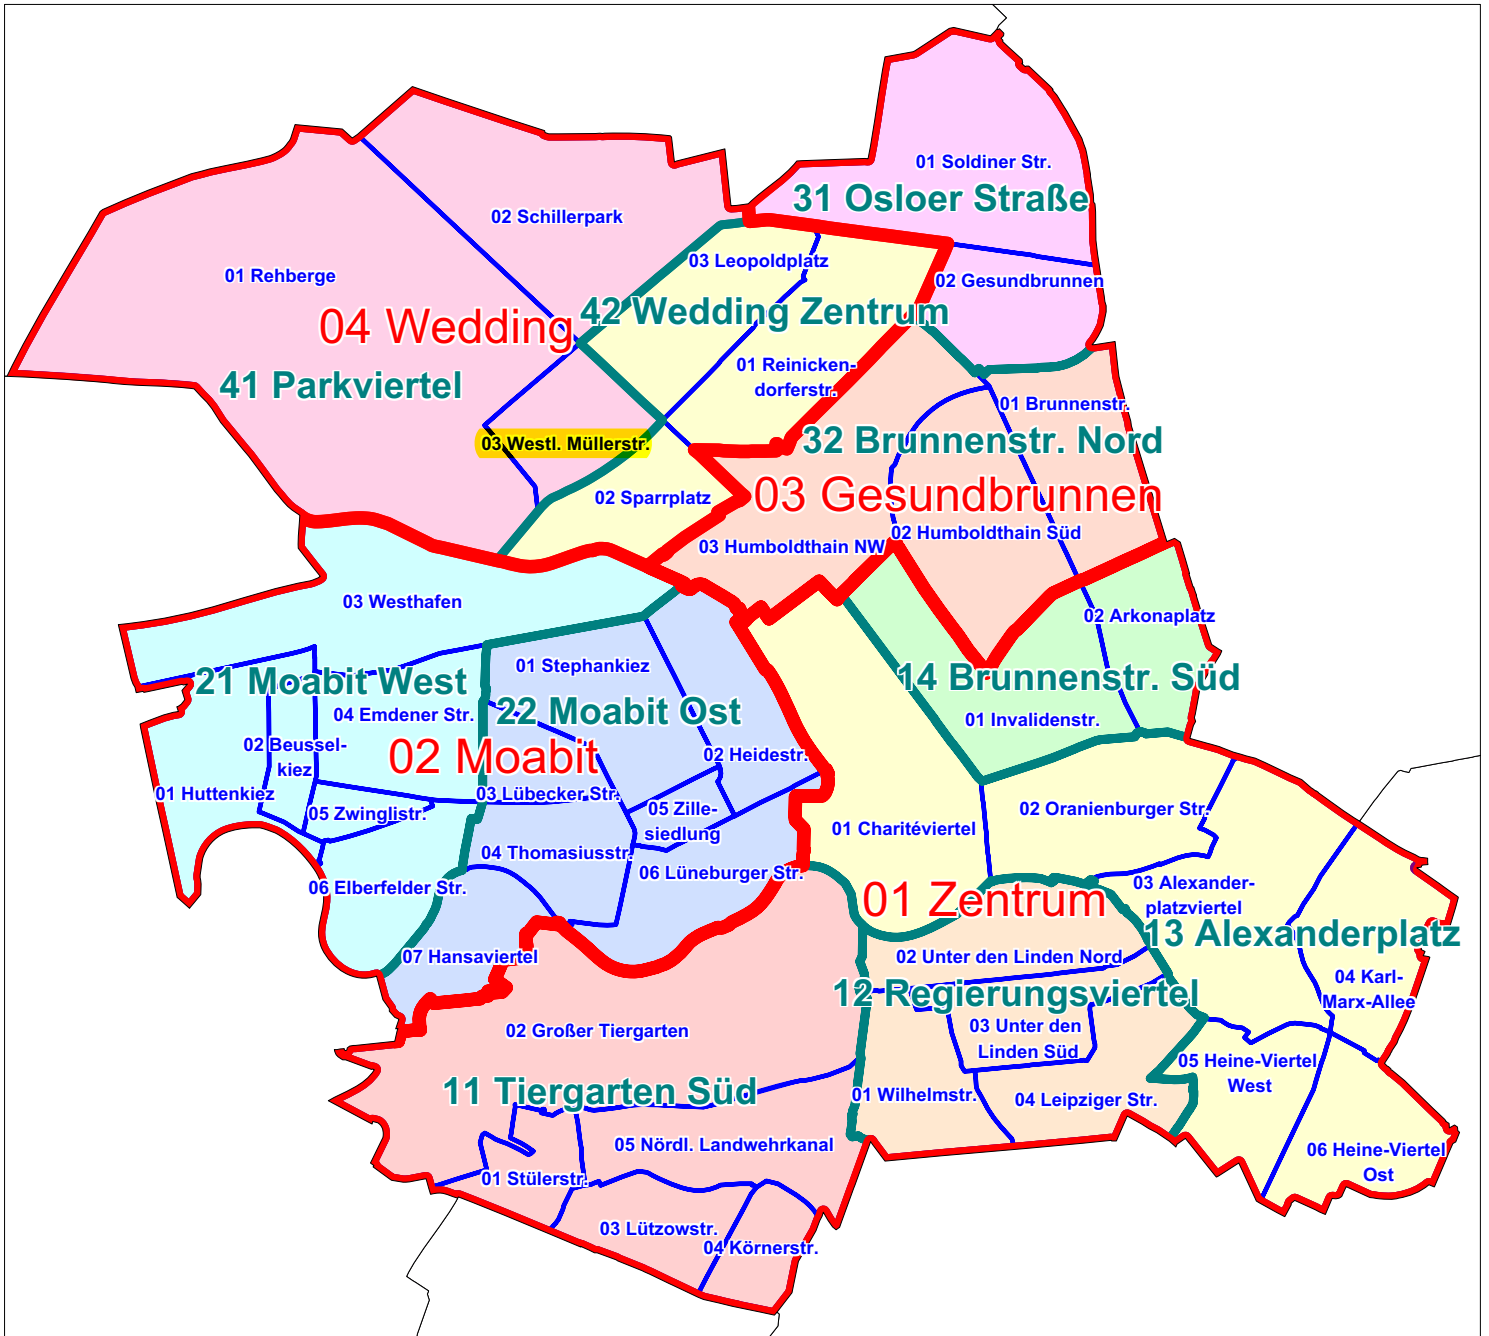 01 Soldiner Str.
31 Osloer Straße
02 Schillerpark
03 Leopoldplatz
01 Rehberge
02 Gesundbrunnen
04 Wedding
42 Wedding Zentrum
41 Parkviertel
01 Reinicken-
dorferstr.
01 Brunnenstr.
03 Westl. Müllerstr.
32 Brunnenstr. Nord
02 Sparrplatz
03 Gesundbrunnen
02 Humboldthain Süd
03 Humboldthain NW
03 Westhafen
02 Arkonaplatz
01 Stephankiez
21 Moabit West
14 Brunnenstr. Süd
04 Emdener Str.
22 Moabit Ost
01 Invalidenstr.
02 Beussel-
kiez
02 Moabit
02 Heidestr.
01 Huttenkiez
03 Lübecker Str.
05 Zwinglistr.
05 Zille-
siedlung
02 Oranienburger Str.
01 Charitéviertel
04 Thomasiusstr.
06 Lüneburger Str.
06 Elberfelder Str.
03 Alexander-
platzviertel
01 Zentrum
13 Alexanderplatz
07 Hansaviertel
02 Unter den Linden Nord
04 Karl-
Marx-Allee
12 Regierungsviertel
02 Großer Tiergarten
03 Unter den
Linden Süd
05 Heine-Viertel
West
11 Tiergarten Süd
01 Wilhelmstr.
04 Leipziger Str.
05 Nördl. Landwehrkanal
06 Heine-Viertel
Ost
01 Stülerstr.
03 Lützowstr.
04 Körnerstr.